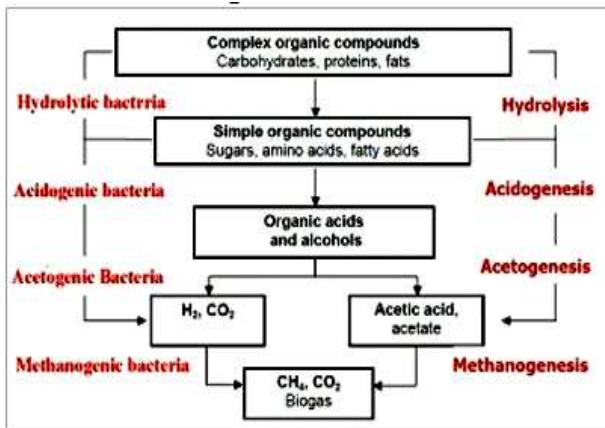 Complex organic compounds
Carbohydrates, proteins, fats
Hydrolytic bactrria
Hydrolysis
Simple organic compounds
Sugars, amino acids, fatty acids
Acidogenic bacteria
Acidogenesis
Organic acids
and alcohols
Acetogenic Bacteria
Acetogenesis
H₂, CO₂
Acetic acid,
acetate
Methanogenic bacteria
Methanogenesis
CH₄, CO₂
Biogas